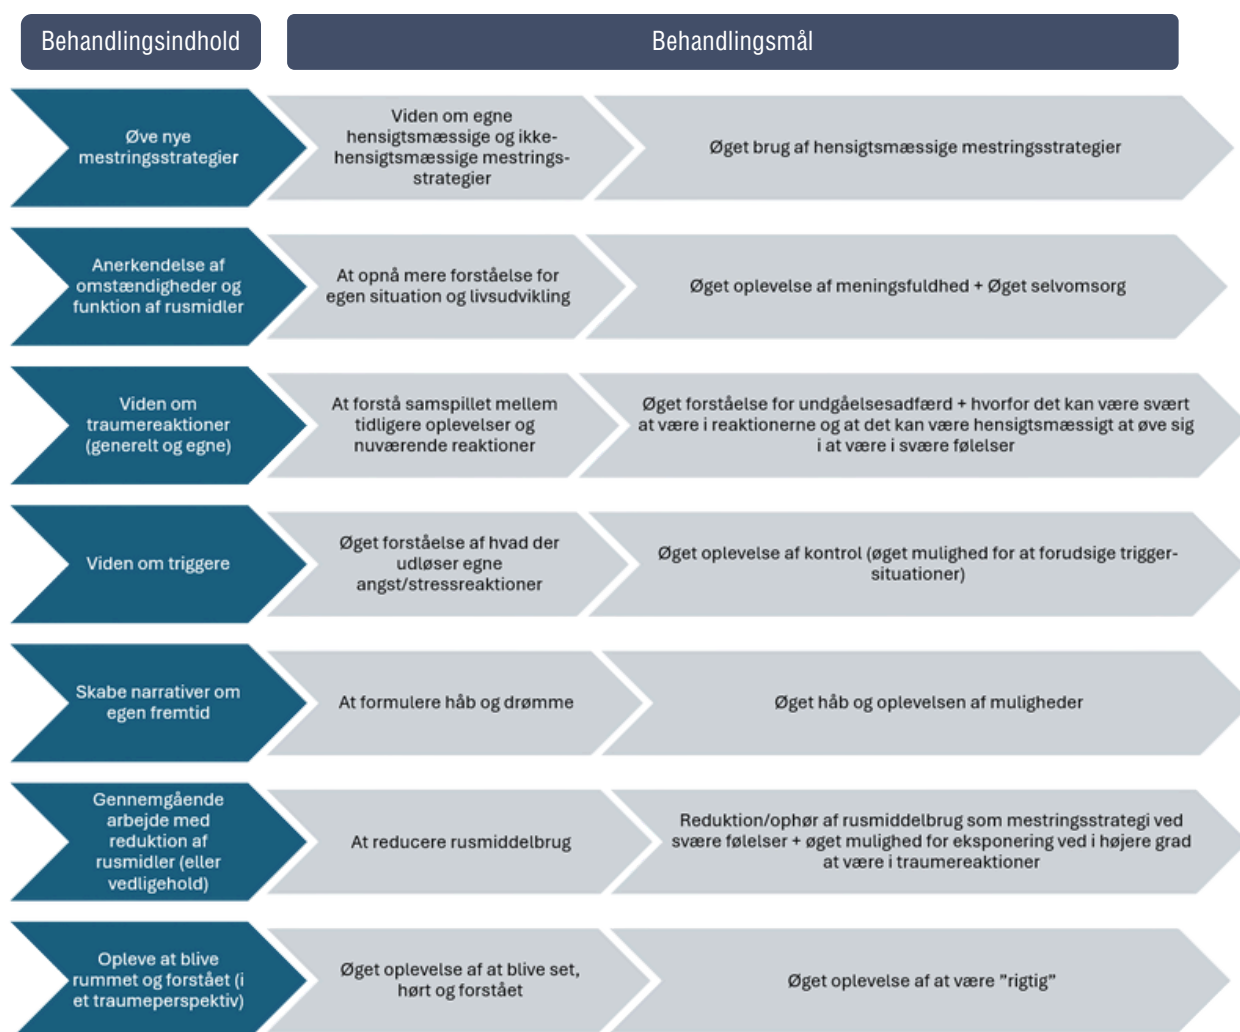 Behandlingsindhold
Behandlingsmål
Øve nye
mestringsstrategier
Viden om egne
hensigtsmæssige og ikke-
hensigtsmæssige mestrings-
strategier
Øget brug af hensigtsmæssige mestringsstrategier
Anerkendelse af
omstændigheder og
funktion af rusmidler
At opnå mere forståelse for
egen situation og livsudvikling
Øget oplevelse af meningsfuldhed + Øget selvomsorg
Viden om
traumereaktioner
(generelt og egne)
At forstå samspillet mellem
tidligere oplevelser og
nuværende reaktioner
Øget forståelse for undgåelsesadfærd + hvorfor det kan være svært
at være i reaktionerne og at det kan være hensigtsmæssigt at øve sig
i at være i svære følelser
Viden om triggere
Øget forståelse af hvad der
udløser egne
angst/stressreaktioner
Øget oplevelse af kontrol (øget mulighed for at forudsige trigger-
situationer)
Skabe narrativer om
egen fremtid
At formulere håb og drømme
Øget håb og oplevelsen af muligheder
Gennemgående
arbejde med
reduktion af
rusmidler (eller
vedligehold)
At reducere rusmiddelbrug
Reduktion/ophør af rusmiddelbrug som mestringsstrategi ved
svære følelser + øget mulighed for eksponering ved i højere grad
at være i traumereaktioner
Opleve at blive
rummet og forstået (i
et traumeperspektiv)
Øget oplevelse af at blive set,
hørt og forstået
Øget oplevelse af at være ”rigtig”